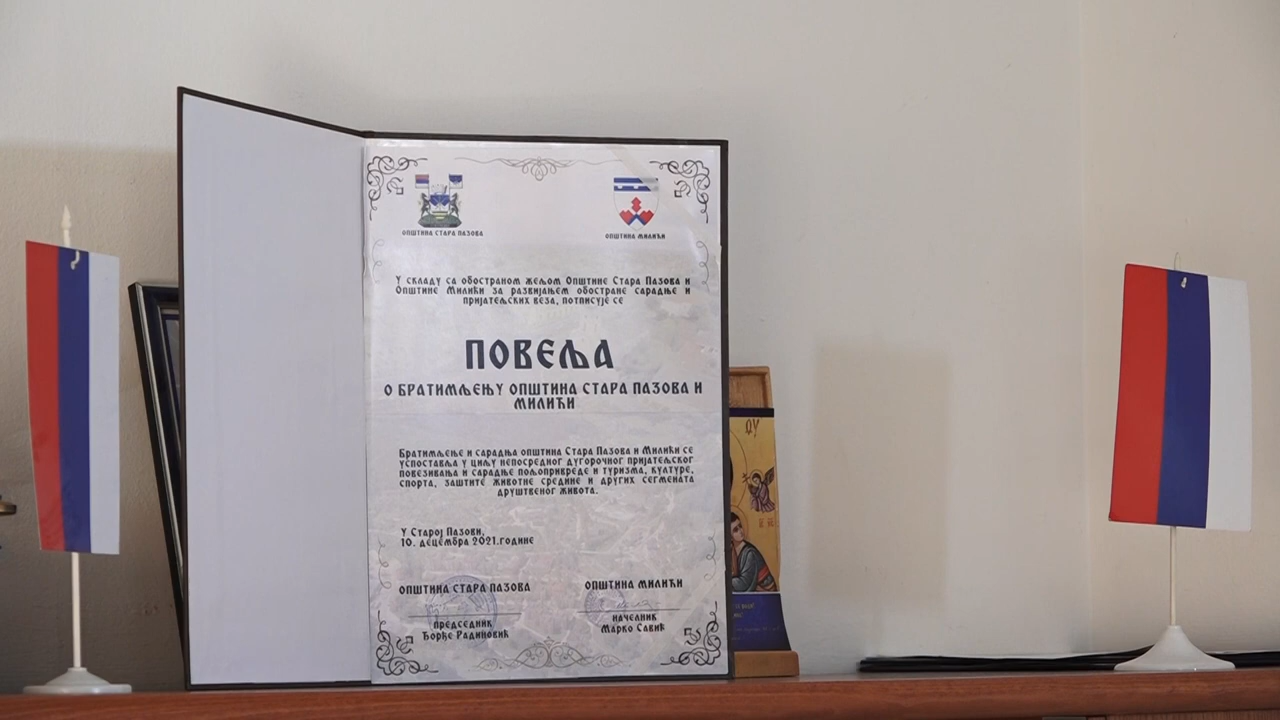 ОПШТИНА СТАРА ПАЗОВА
ОПШТИНА МИЛИЋИ
У СКЛАДУ СА ОБОСТРАНОМ ЖЕЉОМ ОПШТИНЕ СТАРА ПАЗОВА И
ОПШТИНЕ МИЛИЋИ ЗА РАЗВИЈАЊЕМ ОБОСТРАНЕ САРАДЊЕ И
ПРИЈАТЕЉСКИХ ВЕЗА, ПОТПИСУЈЕ СЕ
ПОВЕЉА
О БРАТИМЉЕЊУ ОПШТИНА СТАРА ПАЗОВА И
МИЛИЋИ
БРАТИМЉЕЊЕ И САРАДЊА ОПШТИНА СТАРА ПАЗОВА И МИЛИЋИ СЕ
УСПОСТАВЉА У ЦИЉУ НЕПОСРЕДНОГ ДУГОРОЧНОГ ПРИЈАТЕЉСКОГ
ПОВЕЗИВАЊА И САРАДЊЕ ПОЉОПРИВРЕДЕ И ТУРИЗМА, КУЛТУРЕ,
СПОРТА, ЗАШТИТЕ ЖИВОТНЕ СРЕДИНЕ И ДРУГИХ СЕГМЕНАТА
ДРУШТВЕНОГ ЖИВОТА.
У СТАРОЈ ПАЗОВИ,
10. ДЕЦЕМБРА 2021.ГОДИНЕ
ОПШТИНА СТАРА ПАЗОВА
ПРЕДСЕДНИК
ЂОРЂЕ РАДИНОВИЋ
ОПШТИНА МИЛИЋИ
НАЧЕЛНИК
МАРКО САВИЋ